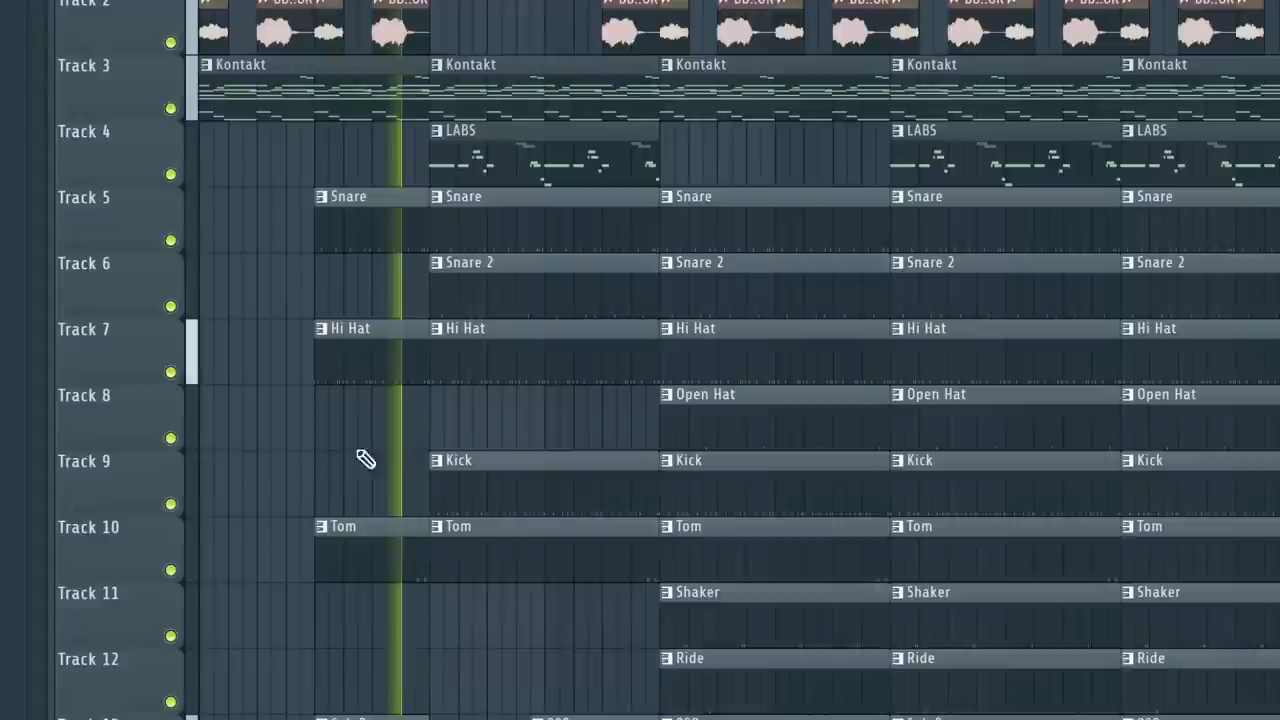 Track 2
Track 3 Kontakt Kontakt Kontakt Kontakt Kontakt
Track 4 LABS LABS LABS
Track 5 Snare Snare Snare Snare Snare
Track 6 Snare 2 Snare 2 Snare 2 Snare 2
Track 7 Hi Hat Hi Hat Hi Hat Hi Hat Hi Hat
Track 8 Open Hat Open Hat Open Hat
Track 9 Kick Kick Kick Kick
Track 10 Tom Tom Tom Tom Tom
Track 11 Shaker Shaker Shaker
Track 12 Ride Ride Ride